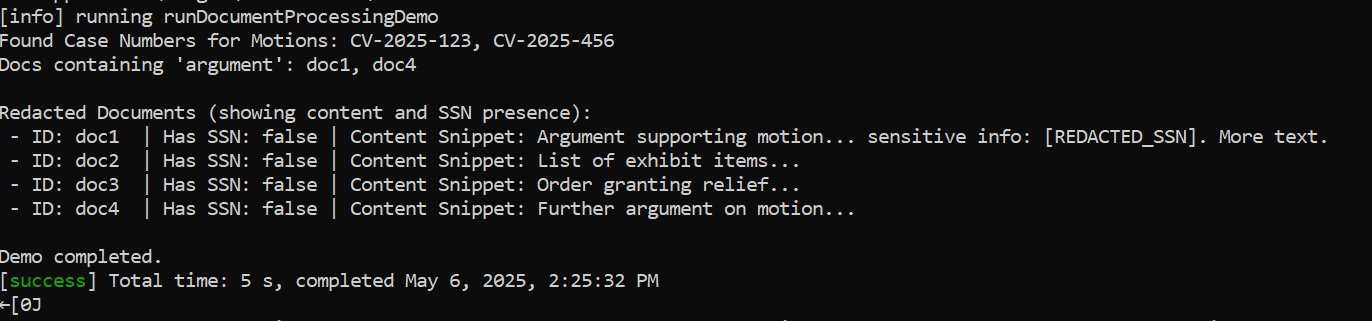 [info] running runDocumentProcessingDemo
Found Case Numbers for Motions: CV-2025-123, CV-2025-456
Docs containing 'argument': doc1, doc4
Redacted Documents (showing content and SSN presence):
 - ID: doc1  | Has SSN: false | Content Snippet: Argument supporting motion... sensitive info: [REDACTED_SSN]. More text.
 - ID: doc2  | Has SSN: false | Content Snippet: List of exhibit items...
 - ID: doc3  | Has SSN: false | Content Snippet: Order granting relief...
 - ID: doc4  | Has SSN: false | Content Snippet: Further argument on motion...
Demo completed.
[success] Total time: 5 s, completed May 6, 2025, 2:25:32 PM
←[0J